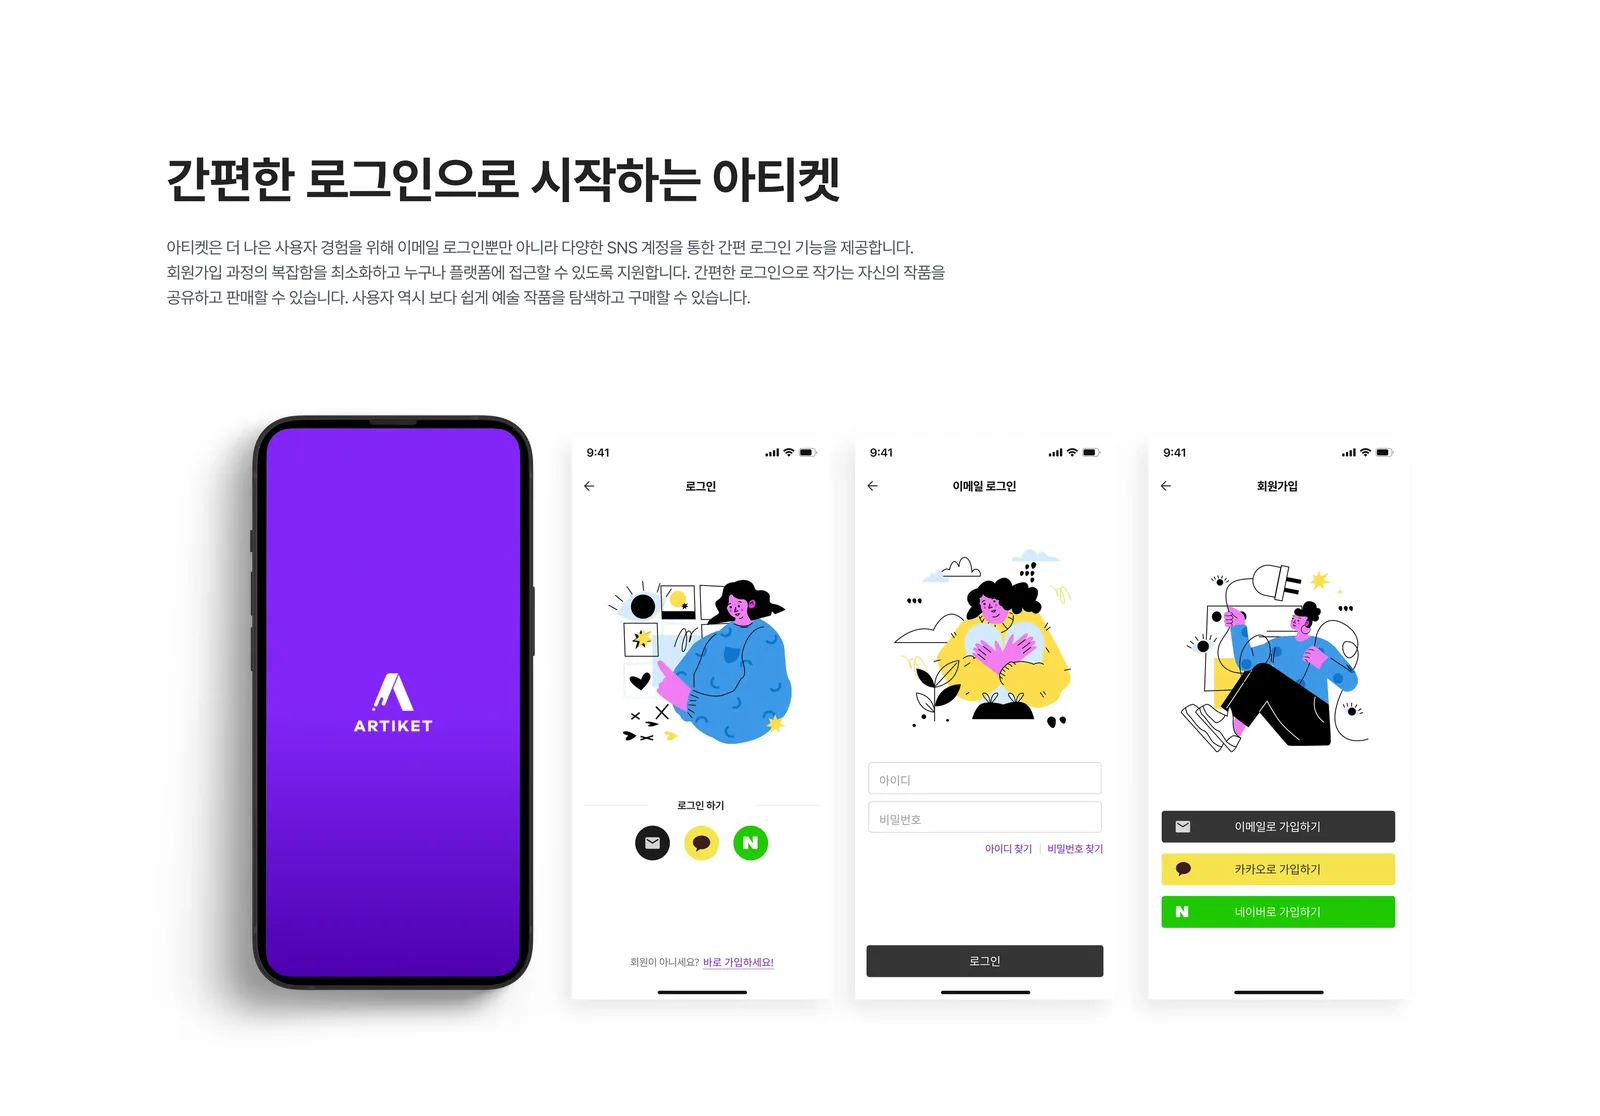 간편한 로그인으로 시작하는 아티켓
아티켓은 더 나은 사용자 경험을 위해 이메일 로그인뿐만 아니라 다양한 SNS 계정을 통한 간편 로그인 기능을 제공합니다.
회원가입 과정의 복잡함을 최소화하고 누구나 플랫폼에 접근할 수 있도록 지원합니다. 간편한 로그인으로 작가는 자신의 작품을
공유하고 판매할 수 있습니다. 사용자 역시 보다 쉽게 예술 작품을 탐색하고 구매할 수 있습니다.
ARTIKET
9:41
로그인
로그인 하기
N
회원이 아니세요? 바로 가입하세요!
9:41
이메일 로그인
아이디
비밀번호
아이디 찾기 | 비밀번호 찾기
로그인
9:41
회원가입
이메일로 가입하기
카카오로 가입하기
N 네이버로 가입하기